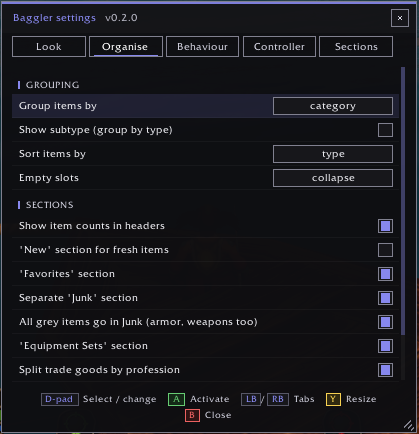 Baggler settings v0.2.0 ×
Look Organise Behaviour Controller Sections
GROUPING
Group items by category
Show subtype (group by type)
Sort items by type
Empty slots collapse
SECTIONS
Show item counts in headers
'New' section for fresh items
'Favorites' section
Separate 'Junk' section
All grey items go in Junk (armor, weapons too)
'Equipment Sets' section
Split trade goods by profession
D-pad Select / change A Activate LB / RB Tabs Y Resize
B Close